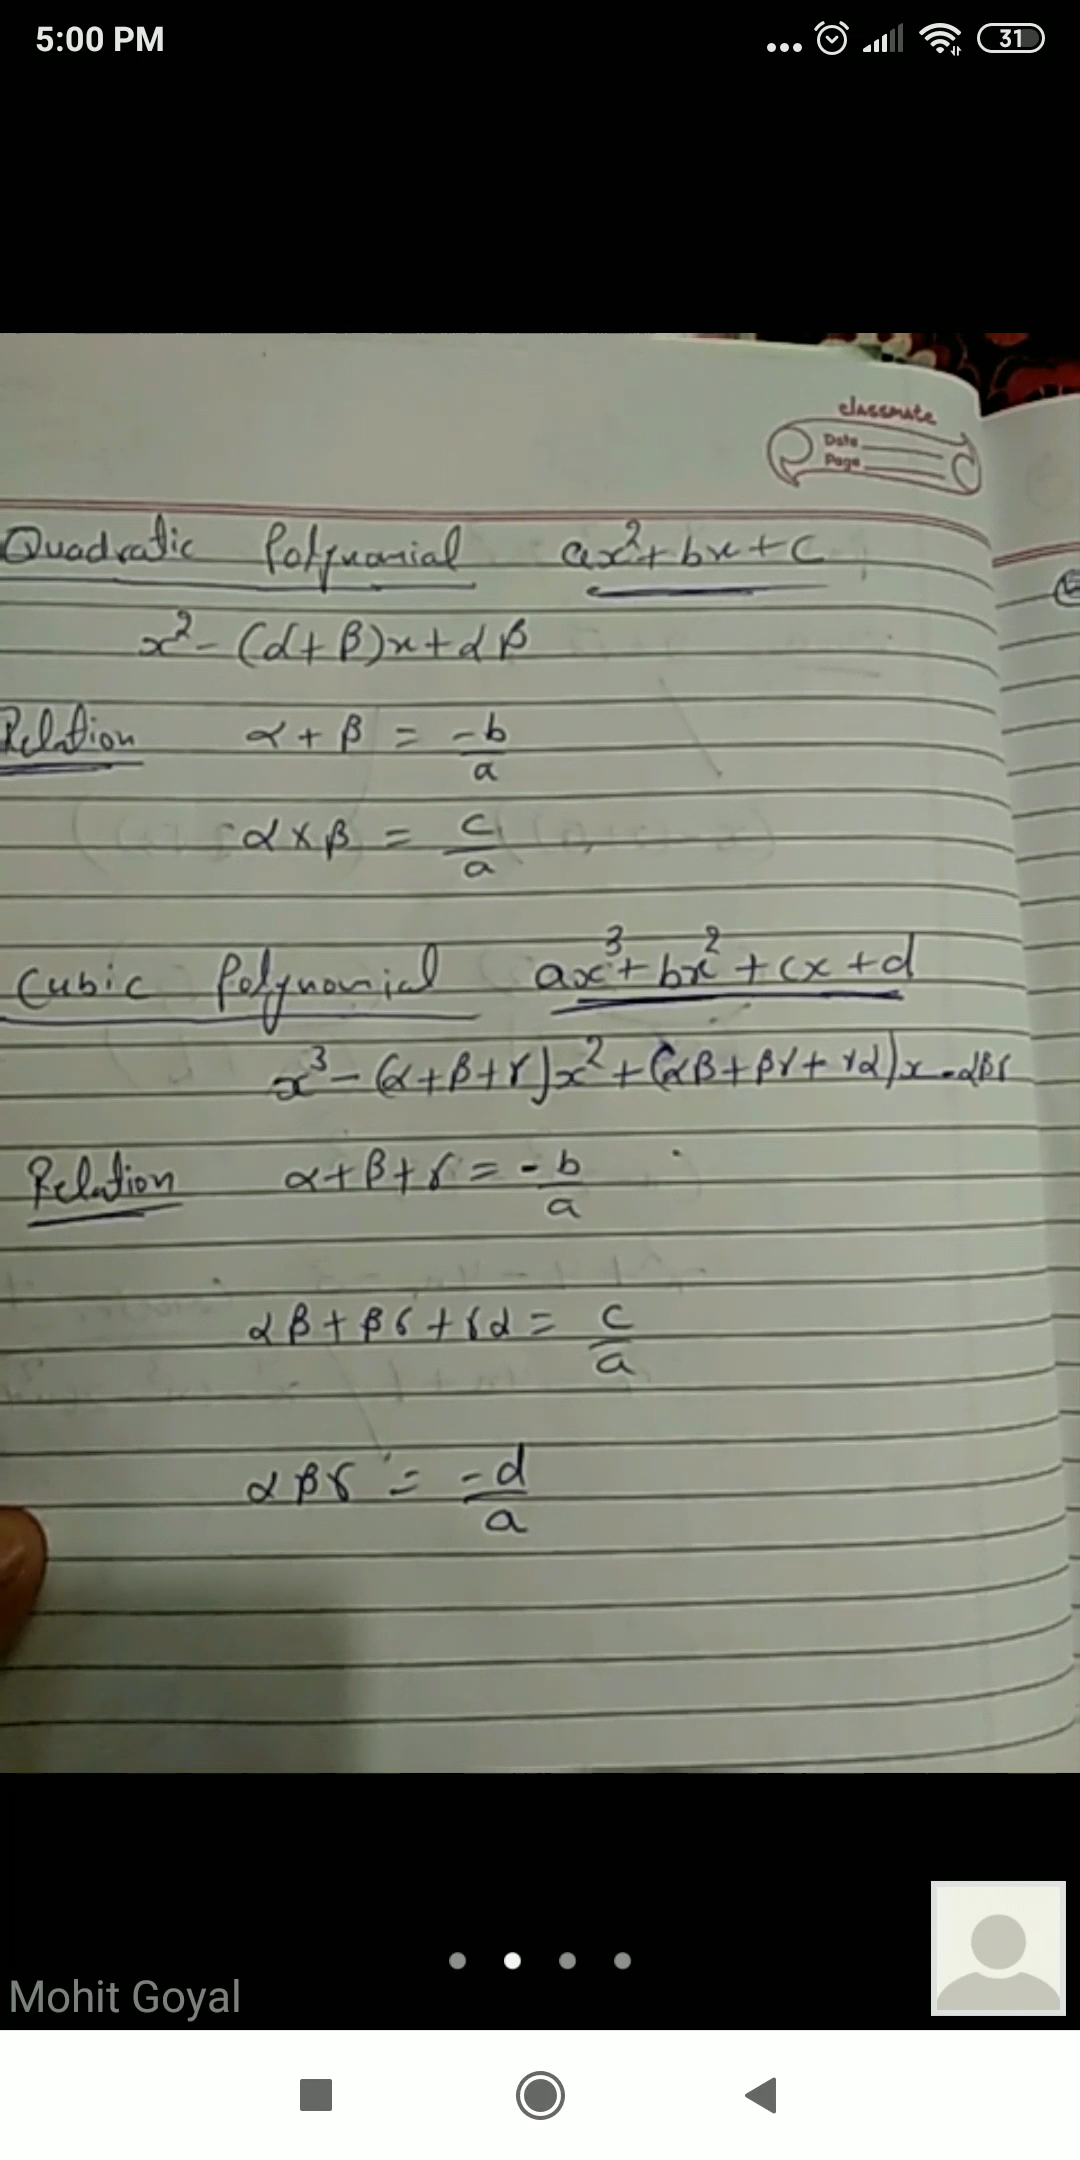 5:00 PM
31
classmate
Date
Page
Quadratic Polynomial ax²+bx+c
x²-(α+β)x+αβ
Relation α+β = -b/a
α×β = c/a
Cubic Polynomial ax³+bx²+cx+d
x³-(α+β+γ)x²+(αβ+βγ+γα)x-αβγ
Relation α+β+γ = -b/a
αβ+βγ+γα = c/a
αβγ = -d/a
Mohit Goyal